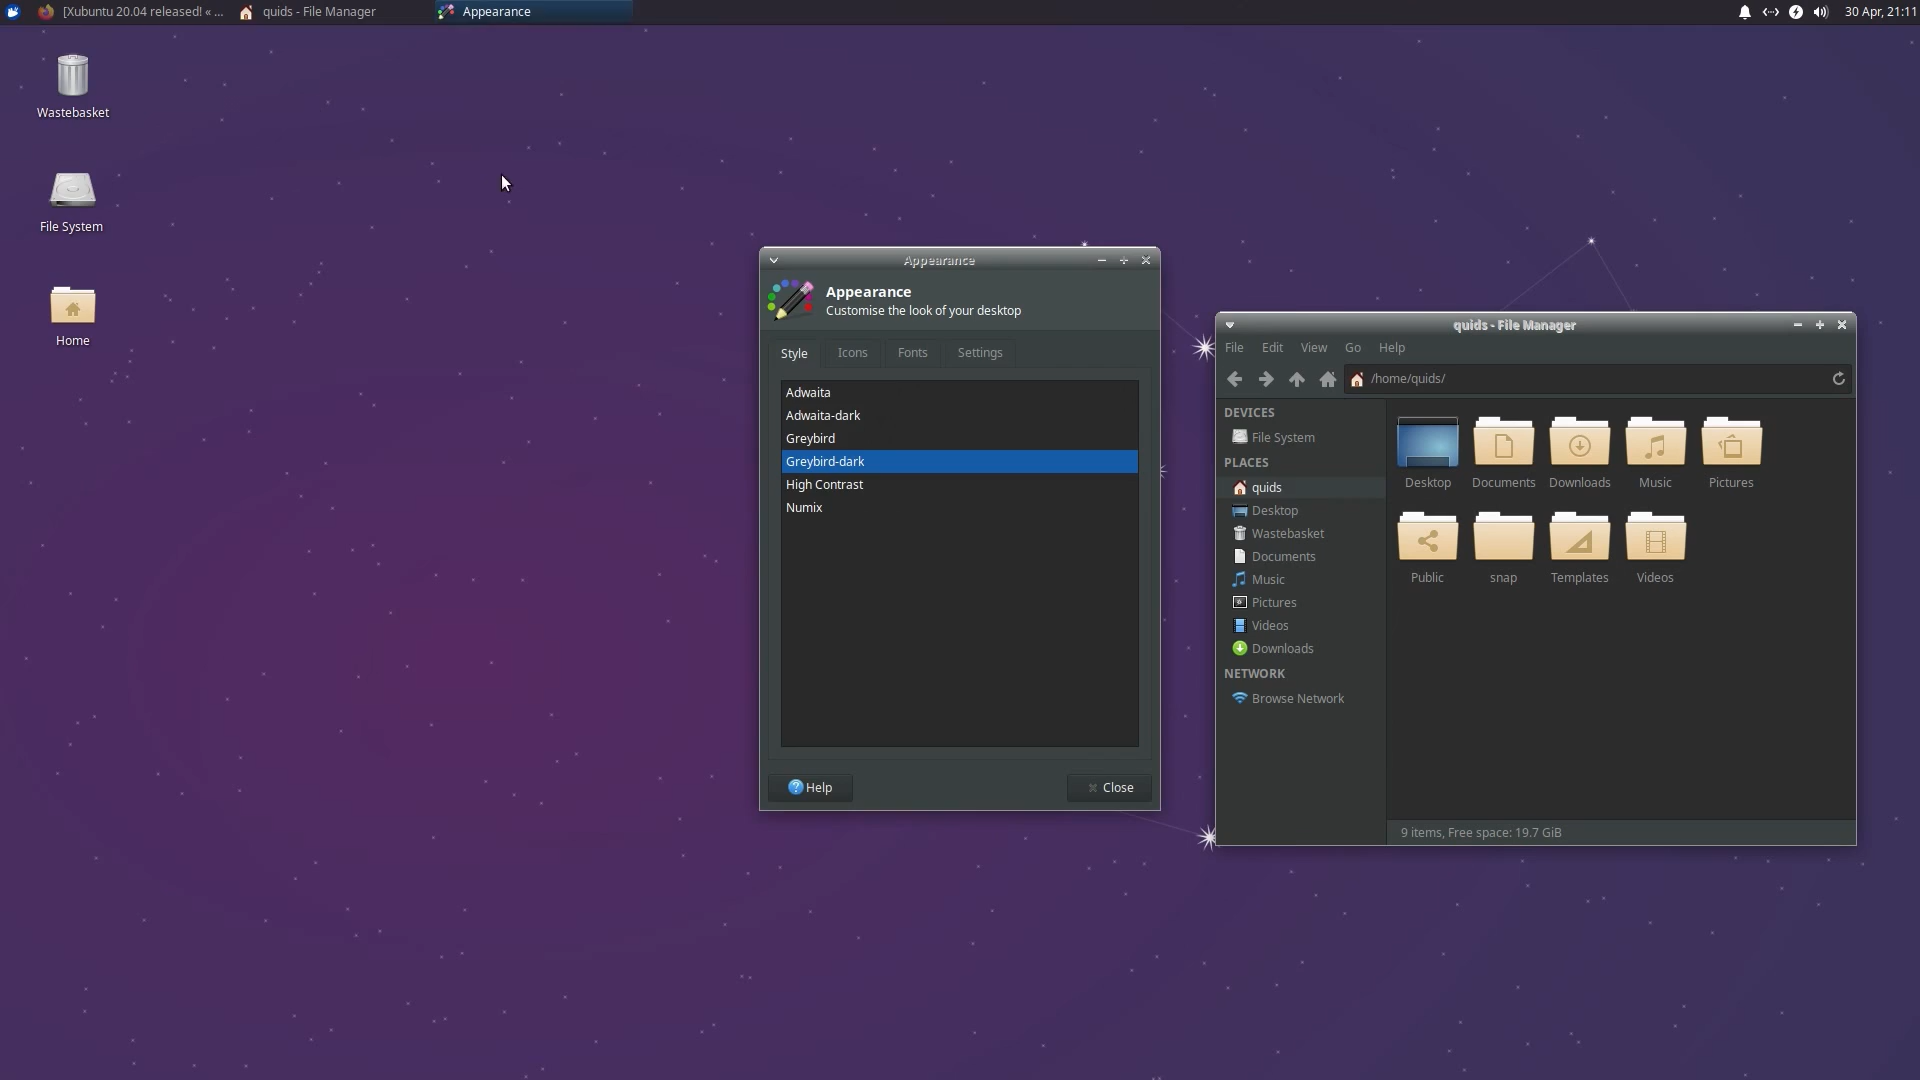 [Xubuntu 20.04 released! « ...
quids - File Manager
Appearance
30 Apr, 21:11
Wastebasket
File System
Home
Appearance
Appearance
Customise the look of your desktop
Style Icons Fonts Settings
Adwaita
Adwaita-dark
Greybird
Greybird-dark
High Contrast
Numix
Help
Close
quids - File Manager
File Edit View Go Help
/home/quids/
DEVICES
File System
PLACES
quids
Desktop
Wastebasket
Documents
Music
Pictures
Videos
Downloads
NETWORK
Browse Network
Desktop Documents Downloads Music Pictures
Public snap Templates Videos
9 items, Free space: 19.7 GiB